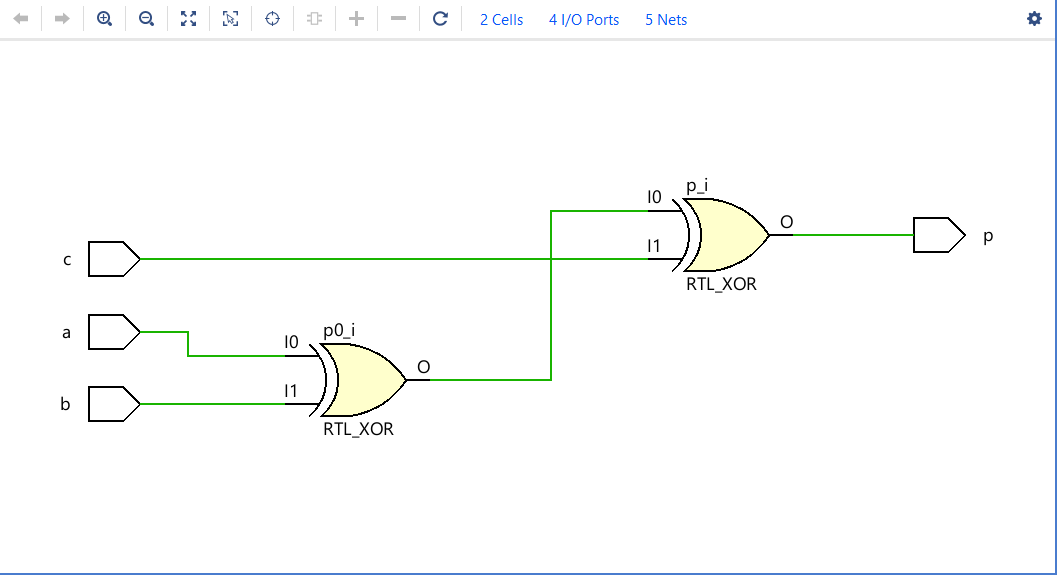 2 Cells 4 I/O Ports 5 Nets
p_i
I0
O
I1
RTL_XOR
p
c
a
p0_i
I0
O
I1
RTL_XOR
b